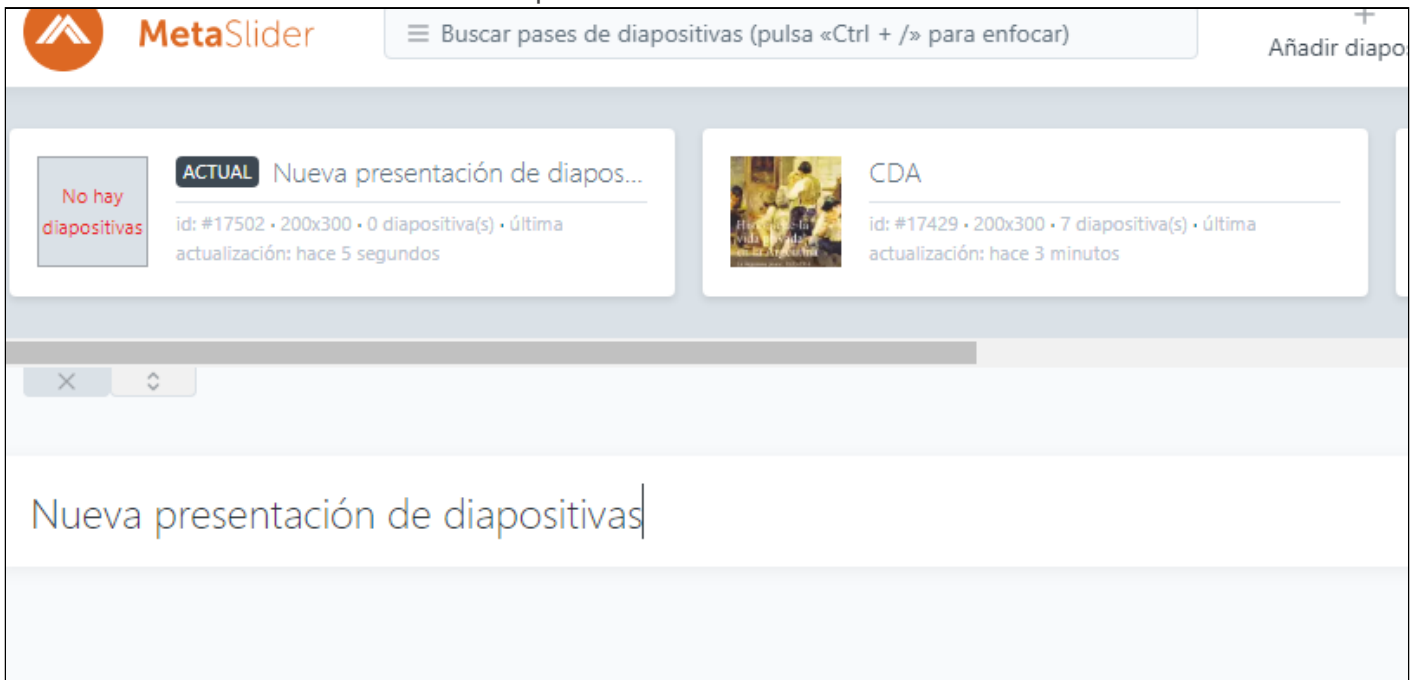 MetaSlider
Buscar pases de diapositivas (pulsa «Ctrl + /» para enfocar)
Añadir diapo
No hay
diapositivas
ACTUAL Nueva presentación de diapos...
id: #17502 • 200x300 • 0 diapositiva(s) • última
actualización: hace 5 segundos
CDA
id: #17429 • 200x300 • 7 diapositiva(s) • última
actualización: hace 3 minutos
Nueva presentación de diapositivas